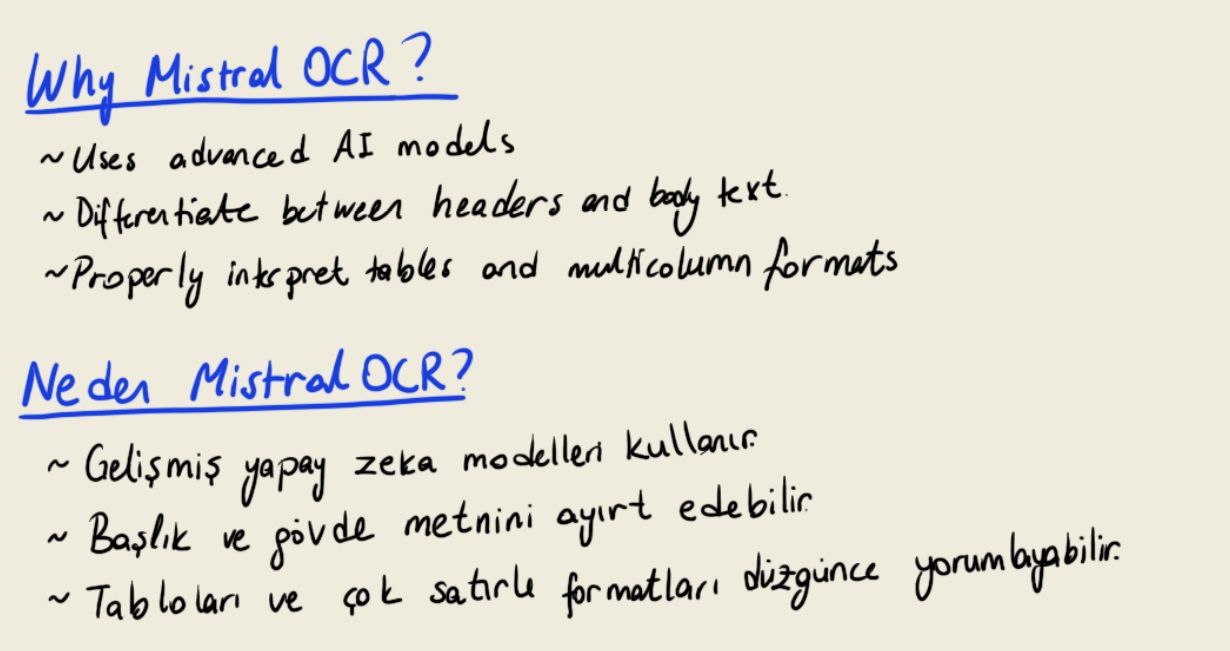 Why Mistral OCR?
~ Uses advanced AI models
~ Differentiate between headers and body text.
~ Properly interpret tables and multicolumn formats
Neden Mistral OCR?
~ Gelişmiş yapay zeka modelleri kullanır.
~ Başlık ve gövde metnini ayırt edebilir.
~ Tabloları ve çok satırlı formatları düzgünce yorumlayabilir.